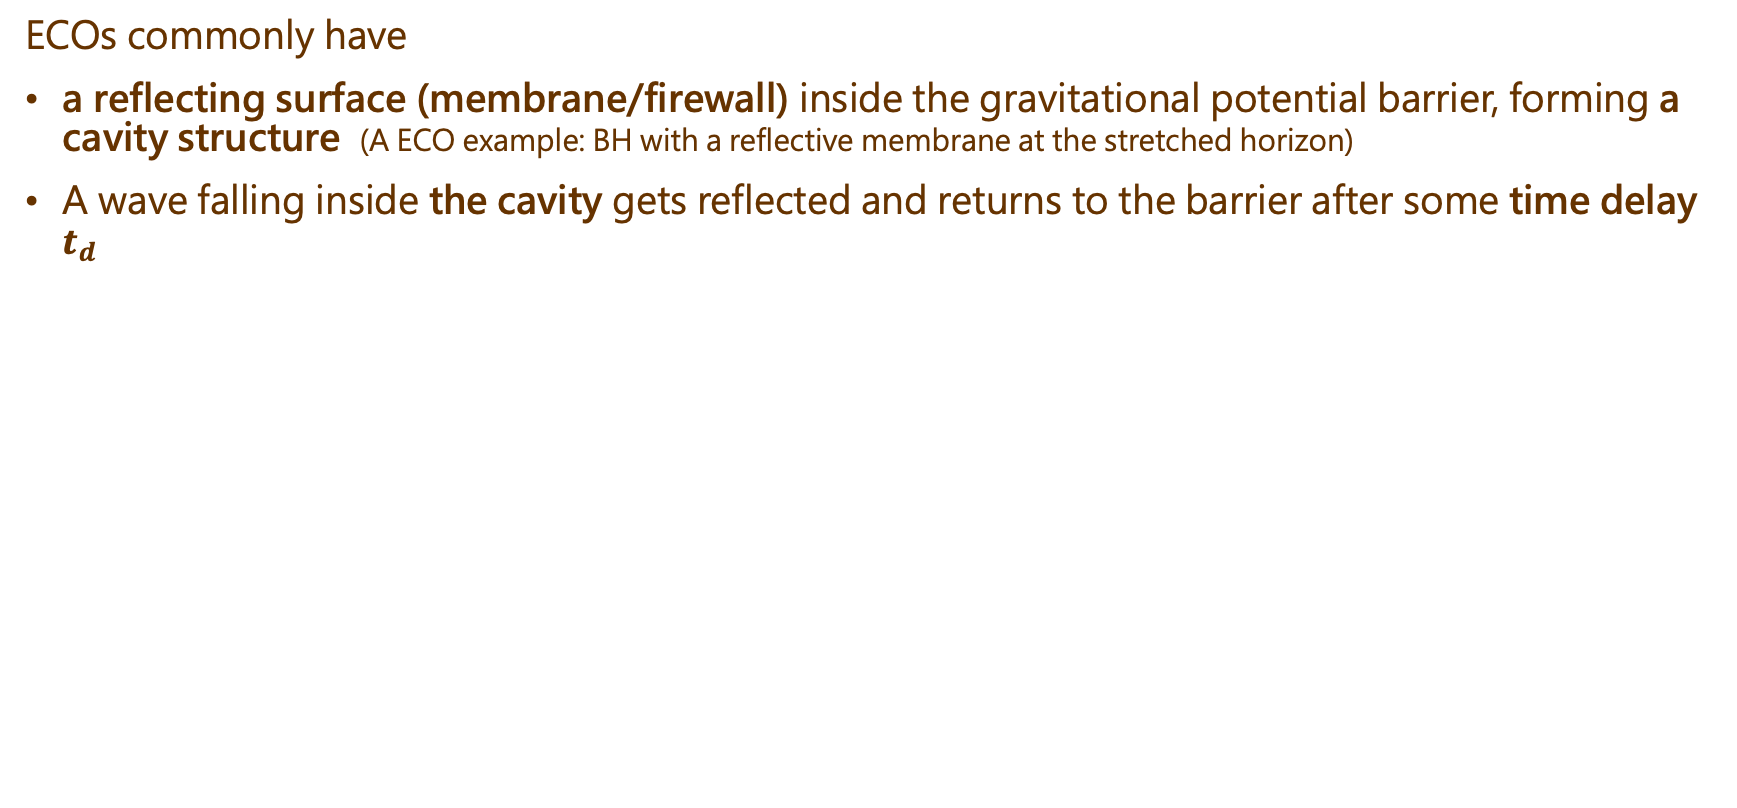 ECOs commonly have
• a reflecting surface (membrane/firewall) inside the gravitational potential barrier, forming a
cavity structure (A ECO example: BH with a reflective membrane at the stretched horizon)
• A wave falling inside the cavity gets reflected and returns to the barrier after some time delay
t_d